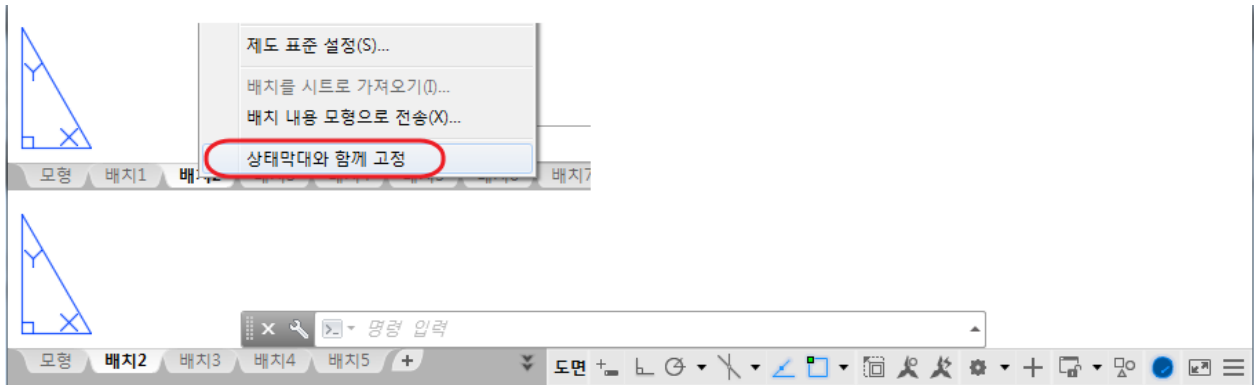 제도 표준 설정(S)...
배치를 시트로 가져오기(I)...
배치 내용 모형으로 전송(X)...
상태막대와 함께 고정
모형 배치1 배치7
Y
X
Y
X
명령 입력
모형 배치2 배치3 배치4 배치5 +
도면